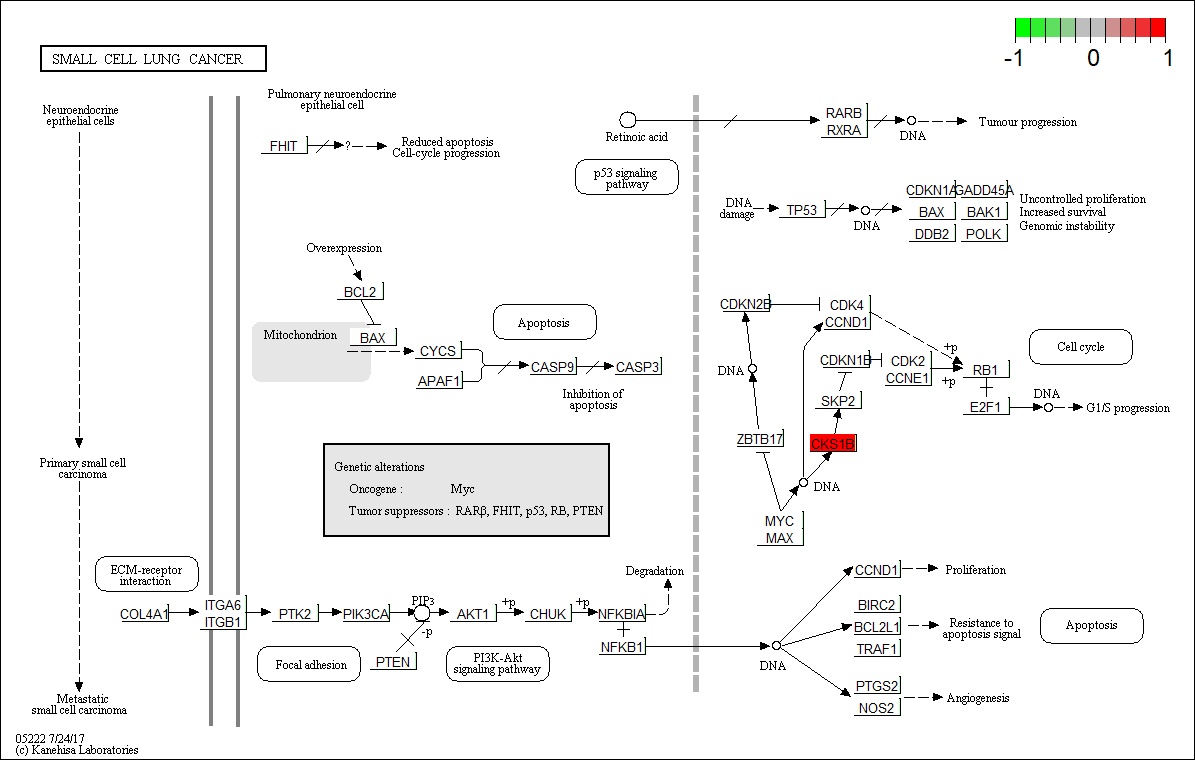 -1 0 1
SMALL CELL LUNG CANCER
Neuroendocrine
epithelial cells
Pulmonary neuroendocrine
epithelial cell
FHIT
?
Reduced apoptosis
Cell-cycle progression
Retinoic acid
RARB
RXRA
DNA
Tumour progression
p53 signaling
pathway
DNA
damage
TP53
DNA
CDKN1A
GADD45A
BAX
BAK1
DDB2
POLK
Uncontrolled proliferation
Increased survival
Genomic instability
Overexpression
BCL2
Mitochondrion
BAX
CYCS
APAF1
Apoptosis
CASP9
CASP3
Inhibition of
apoptosis
CDKN2B
CDK4
CCND1
DNA
CDKN1B
CDK2
CCNE1
+p
+p
RB1
E2F1
DNA
G1/S progression
Cell cycle
SKP2
ZBTB17
CKS1B
DNA
MYC
MAX
Primary small cell
carcinoma
Genetic alterations
Oncogene : Myc
Tumor suppressors : RARβ, FHIT, p53, RB, PTEN
ECM-receptor
interaction
COL4A1
ITGA6
ITGB1
PTK2
PIK3CA
PIP3
-p
PTEN
AKT1
+p
CHUK
+p
NFKBIA
NFKB1
Degradation
Focal adhesion
PI3K-Akt
signaling pathway
DNA
CCND1
Proliferation
BIRC2
BCL2L1
TRAF1
Resistance to
apoptosis signal
Apoptosis
PTGS2
NOS2
Angiogenesis
Metastatic
small cell carcinoma
05222 7/24/17
(c) Kanehisa Laboratories